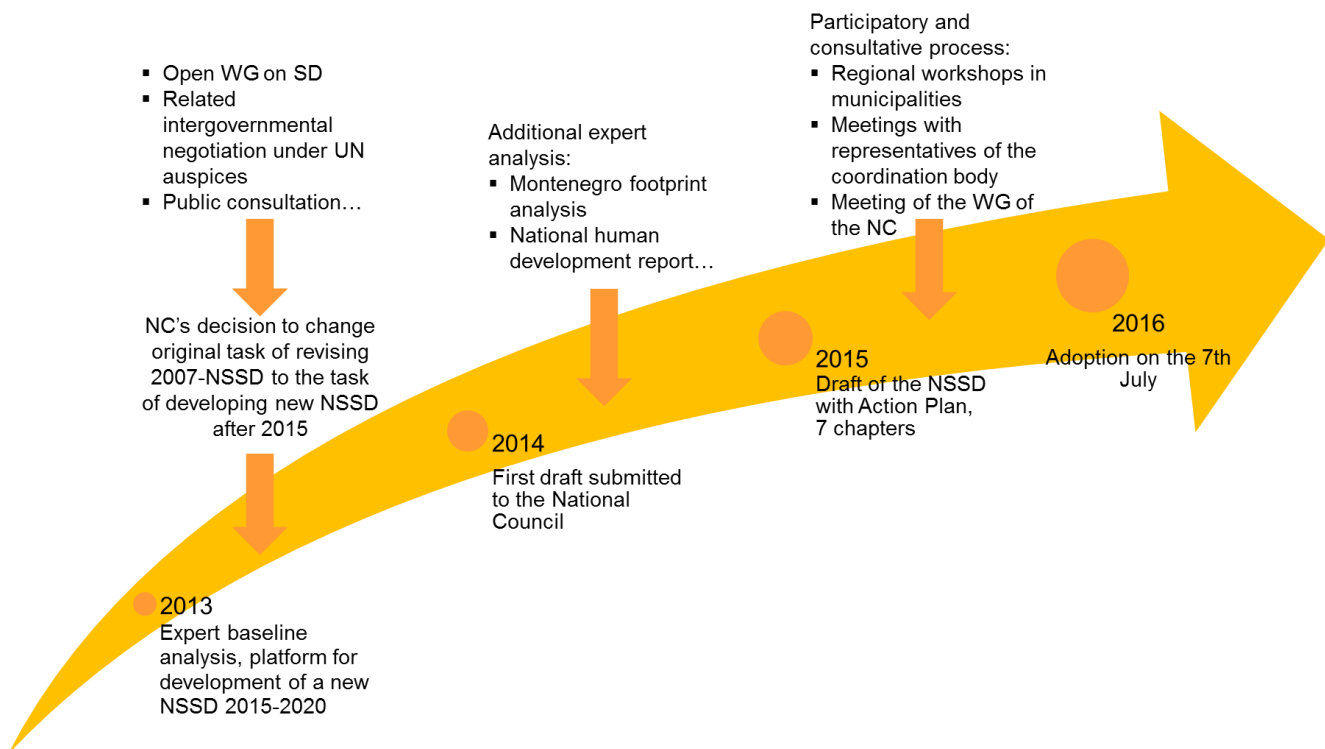 ▪ Open WG on SD
▪ Related
intergovernmental
negotiation under UN
auspices
▪ Public consultation…
NC’s decision to change
original task of revising
2007-NSSD to the task
of developing new NSSD
after 2015
2013
Expert baseline
analysis, platform for
development of a new
NSSD 2015-2020
Additional expert
analysis:
▪ Montenegro footprint
analysis
▪ National human
development report…
2014
First draft submitted
to the National
Council
Participatory and
consultative process:
▪ Regional workshops in
municipalities
▪ Meetings with
representatives of the
coordination body
▪ Meeting of the WG of
the NC
2015
Draft of the NSSD
with Action Plan,
7 chapters
2016
Adoption on the 7th
July